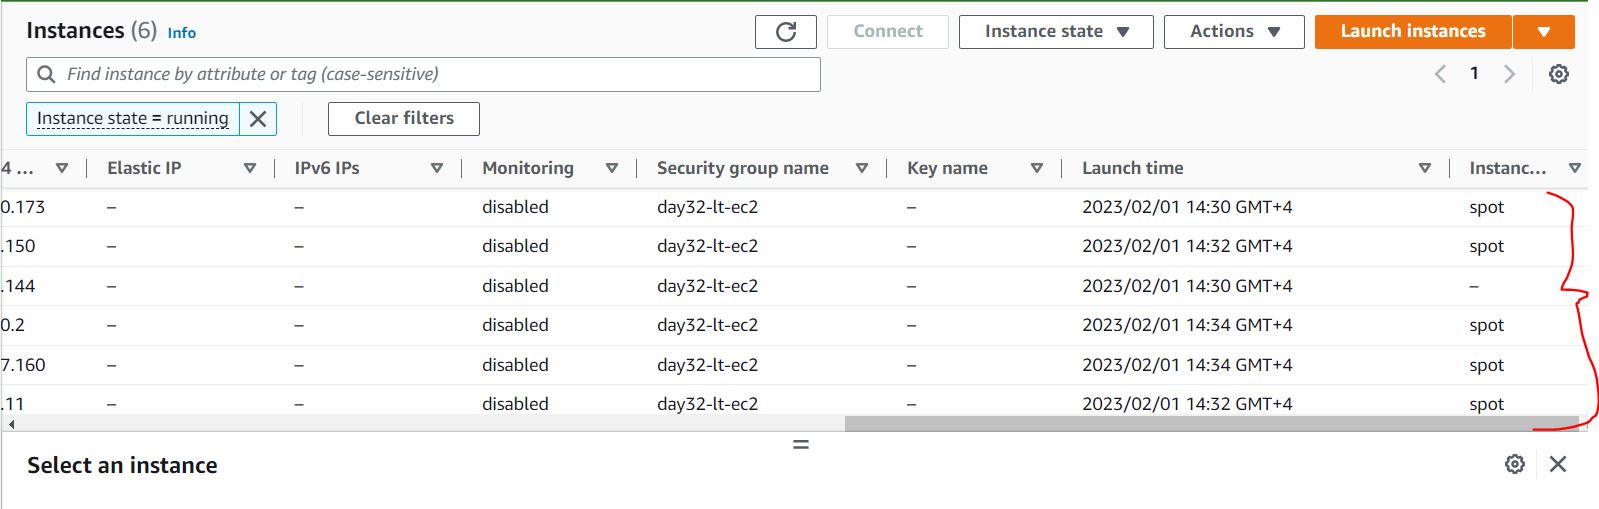 Instances (6) Info
Connect Instance state Actions Launch instances
Find instance by attribute or tag (case-sensitive)
1
Instance state = running
Clear filters
4 ... Elastic IP IPv6 IPs Monitoring Security group name Key name Launch time Instanc...
0.173 – – disabled day32-lt-ec2 – 2023/02/01 14:30 GMT+4 spot
.150 – – disabled day32-lt-ec2 – 2023/02/01 14:32 GMT+4 spot
.144 – – disabled day32-lt-ec2 – 2023/02/01 14:30 GMT+4 –
0.2 – – disabled day32-lt-ec2 – 2023/02/01 14:34 GMT+4 spot
7.160 – – disabled day32-lt-ec2 – 2023/02/01 14:34 GMT+4 spot
.11 – – disabled day32-lt-ec2 – 2023/02/01 14:32 GMT+4 spot
Select an instance